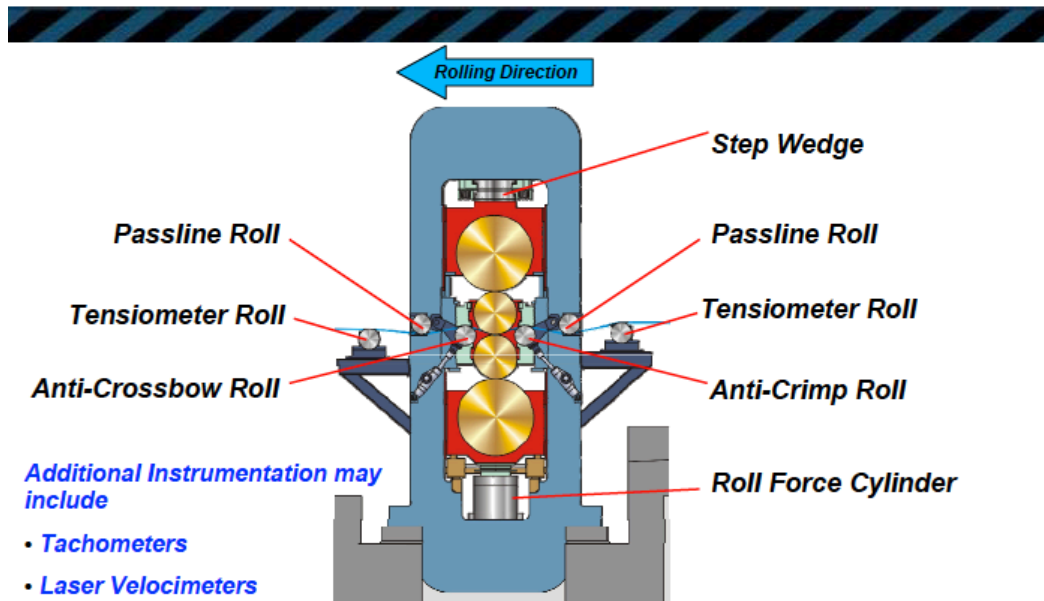 Rolling Direction
Step Wedge
Passline Roll
Passline Roll
Tensiometer Roll
Tensiometer Roll
Anti-Crossbow Roll
Anti-Crimp Roll
Additional Instrumentation may
include
• Tachometers
• Laser Velocimeters
Roll Force Cylinder